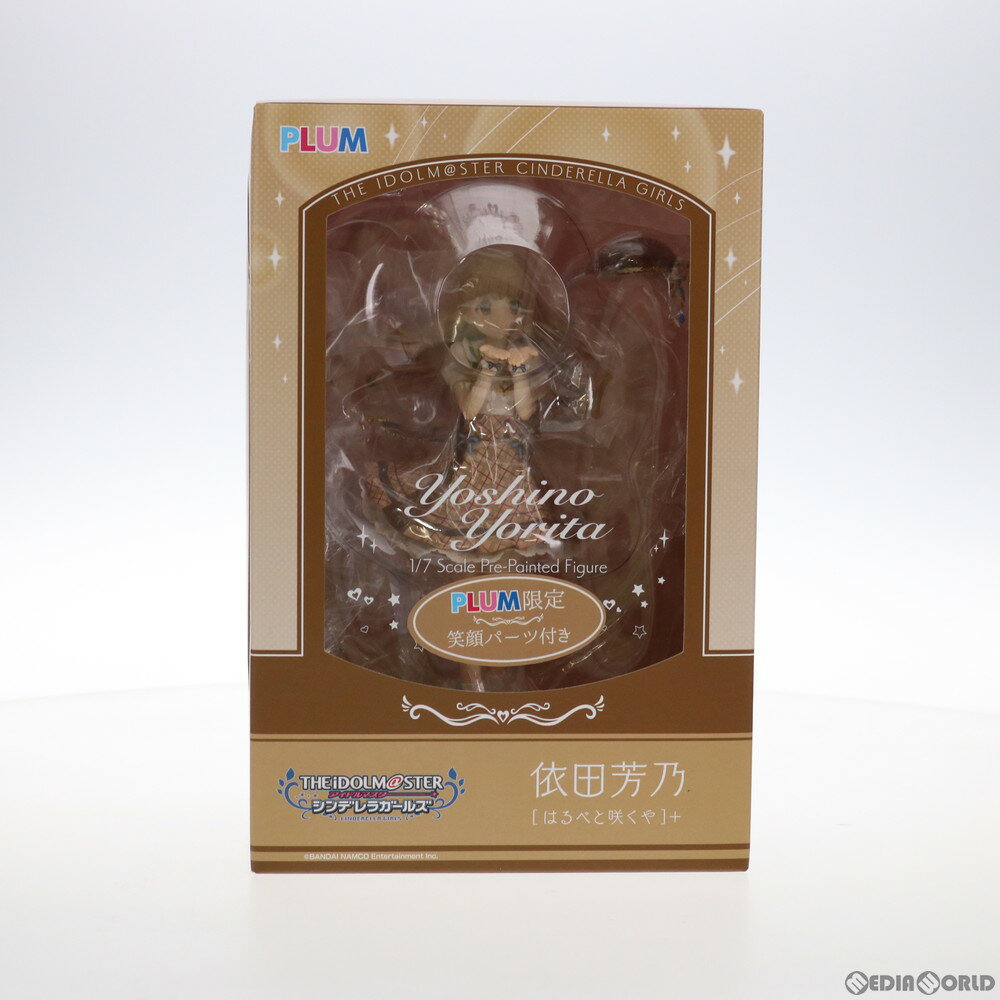 PLUM
THE IDOLM@STER CINDERELLA GIRLS
Yoshino
Yorita
1/7 Scale Pre-Painted Figure
PLUM限定
笑顔パーツ付き
THE iDOLM@STER
アイドルマスター
シンデレラガールズ
CINDERELLA GIRLS
依田芳乃
[はるべと咲くや]+
©BANDAI NAMCO Entertainment Inc.
MEDIAWORLD